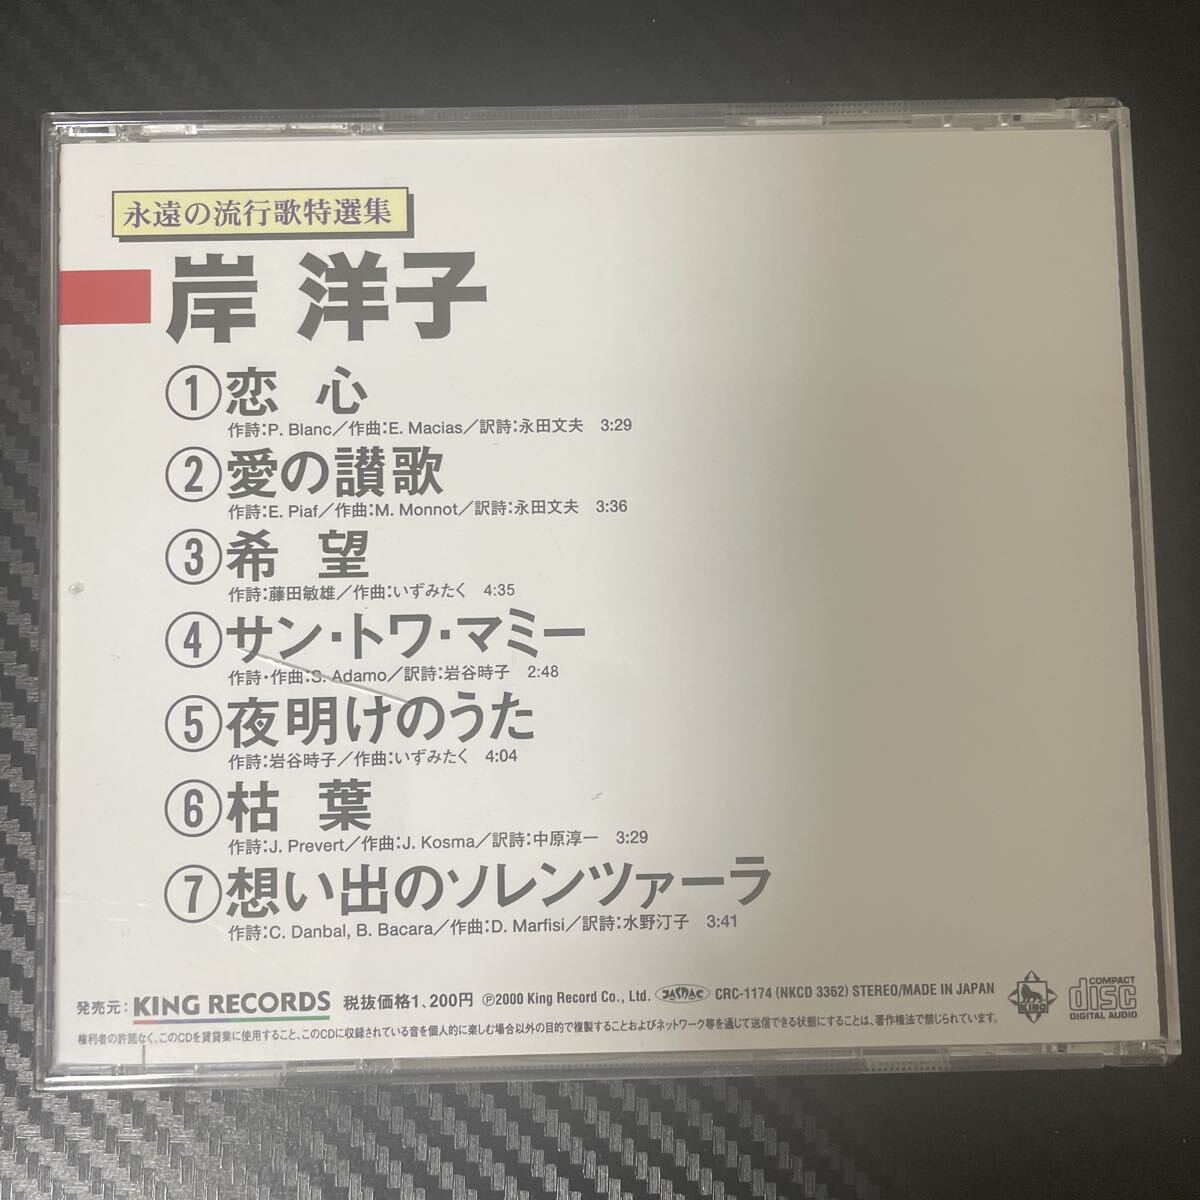 永遠の流行歌特選集
岸 洋子
①恋 心
作詩:P. Blanc/作曲:E. Macias/訳詩:永田文夫 3:29
②愛の讃歌
作詩:E. Piaf/作曲:M. Monnot/訳詩:永田文夫 3:36
③希 望
作詩:藤田敏雄/作曲:いずみたく 4:35
④サン・トワ・マミー
作詩・作曲:S. Adamo/訳詩:岩谷時子 2:48
⑤夜明けのうた
作詩:岩谷時子/作曲:いずみたく 4:04
⑥枯 葉
作詩:J. Prevert/作曲:J. Kosma/訳詩:中原淳一 3:29
⑦想い出のソレンツァーラ
作詩:C. Danbal, B. Bacara/作曲:D. Marfisi/訳詩:水野汀子 3:41
発売元:KING RECORDS 税抜価格1,200円 ℗2000 King Record Co., Ltd. JASRAC CRC-1174 (NKCD 3362) STEREO/MADE IN JAPAN KING COMPACT disc DIGITAL AUDIO
権利者の許諾なく、このCDを賃貸業に使用すること、このCDに収録されている音を個人的に楽しむ場合以外の目的で複製することおよびネットワーク等を通じて送信できる状態にすることは、著作権法で禁じられています。